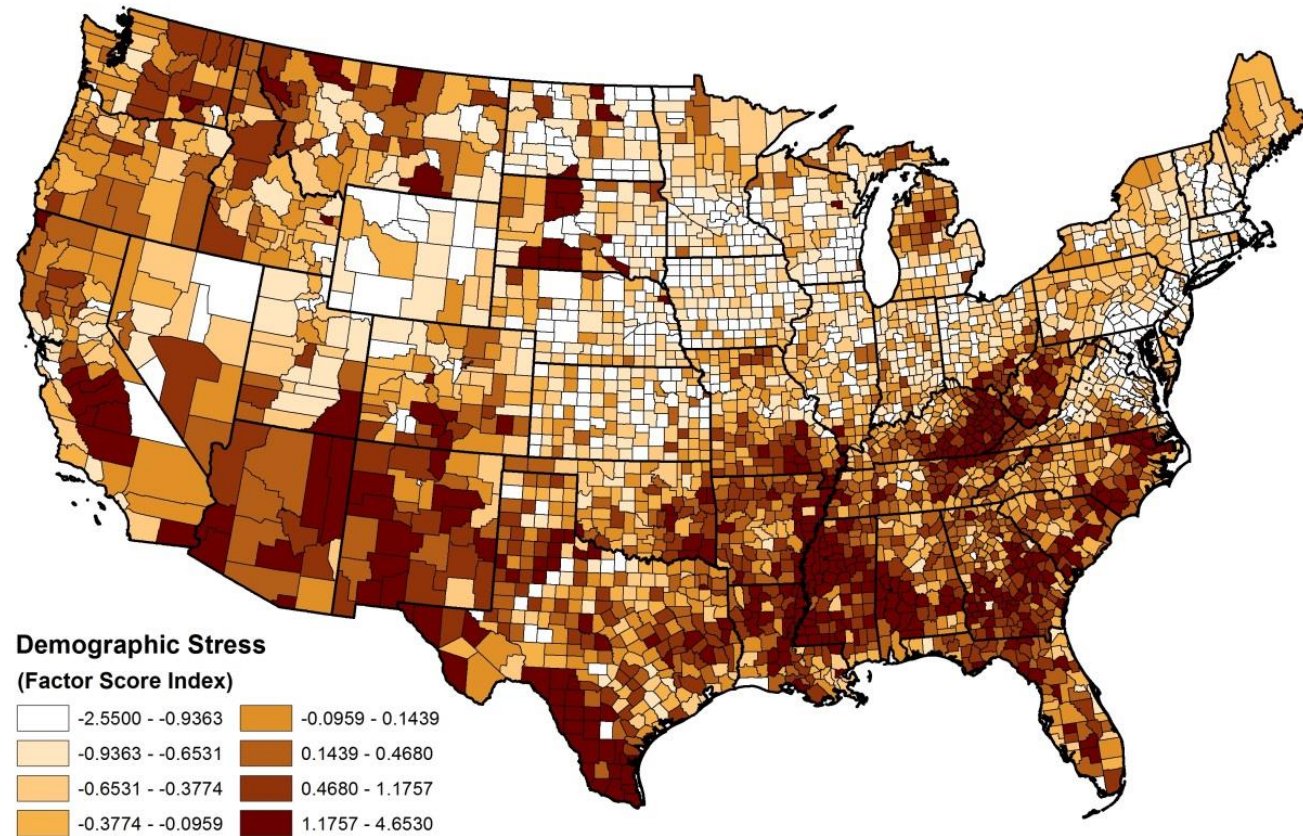 Demographic Stress
(Factor Score Index)
-2.5500 - -0.9363
-0.9363 - -0.6531
-0.6531 - -0.3774
-0.3774 - -0.0959
-0.0959 - 0.1439
0.1439 - 0.4680
0.4680 - 1.1757
1.1757 - 4.6530